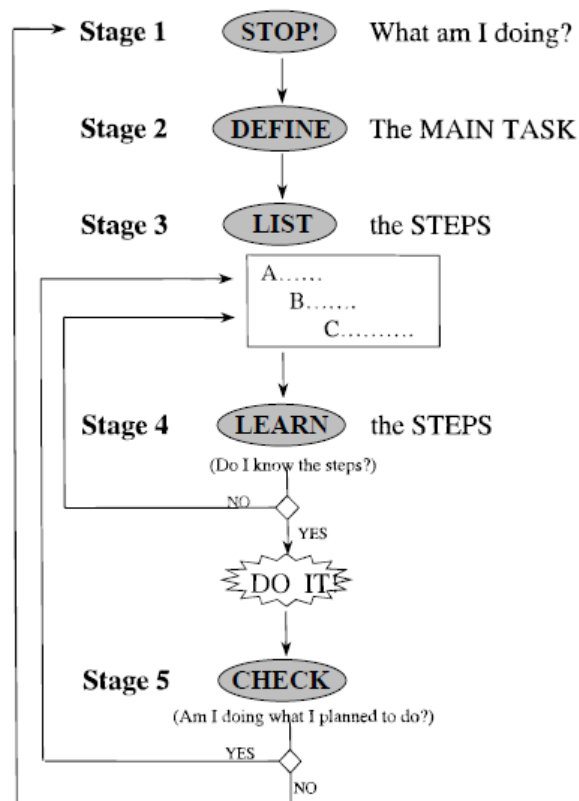 Stage 1 STOP! What am I doing?
Stage 2 DEFINE The MAIN TASK
Stage 3 LIST the STEPS
A......
B.......
C..........
Stage 4 LEARN the STEPS
(Do I know the steps?)
NO
YES
DO IT!
Stage 5 CHECK
(Am I doing what I planned to do?)
YES
NO